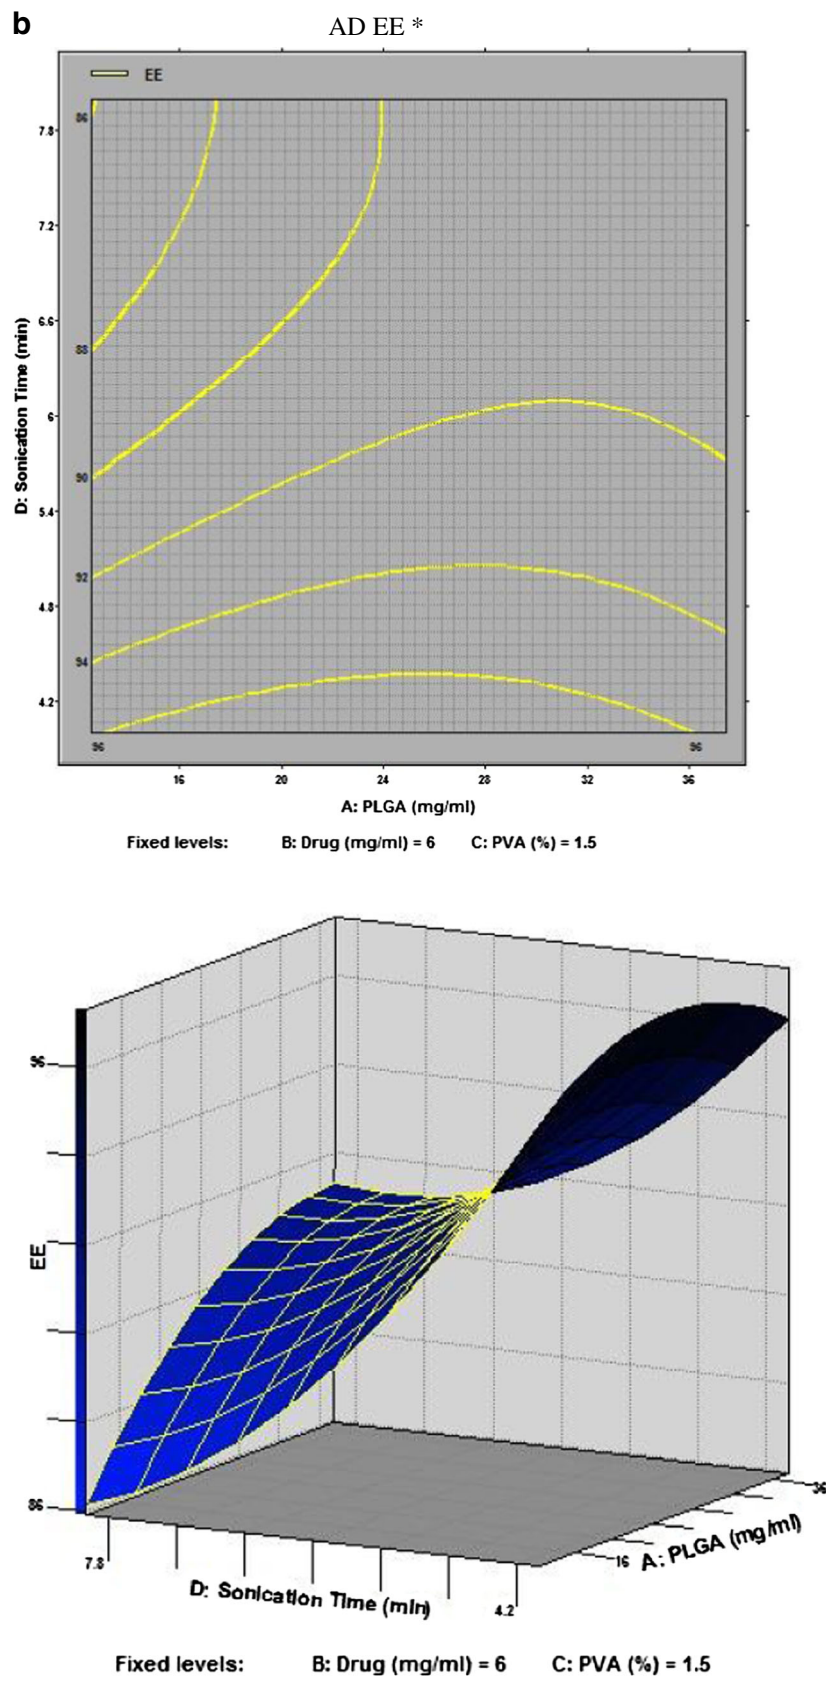 b
AD EE *
EE
86
7.8
7.2
6.6
88
6
90
5.4
92
4.8
94
4.2
96
96
16
20
24
28
32
36
D: Sonication Time (min)
A: PLGA (mg/ml)
Fixed levels: B: Drug (mg/ml) = 6 C: PVA (%) = 1.5
96
EE
86
7.8
4.2
16
36
D: Sonication Time (min)
A: PLGA (mg/ml)
Fixed levels: B: Drug (mg/ml) = 6 C: PVA (%) = 1.5